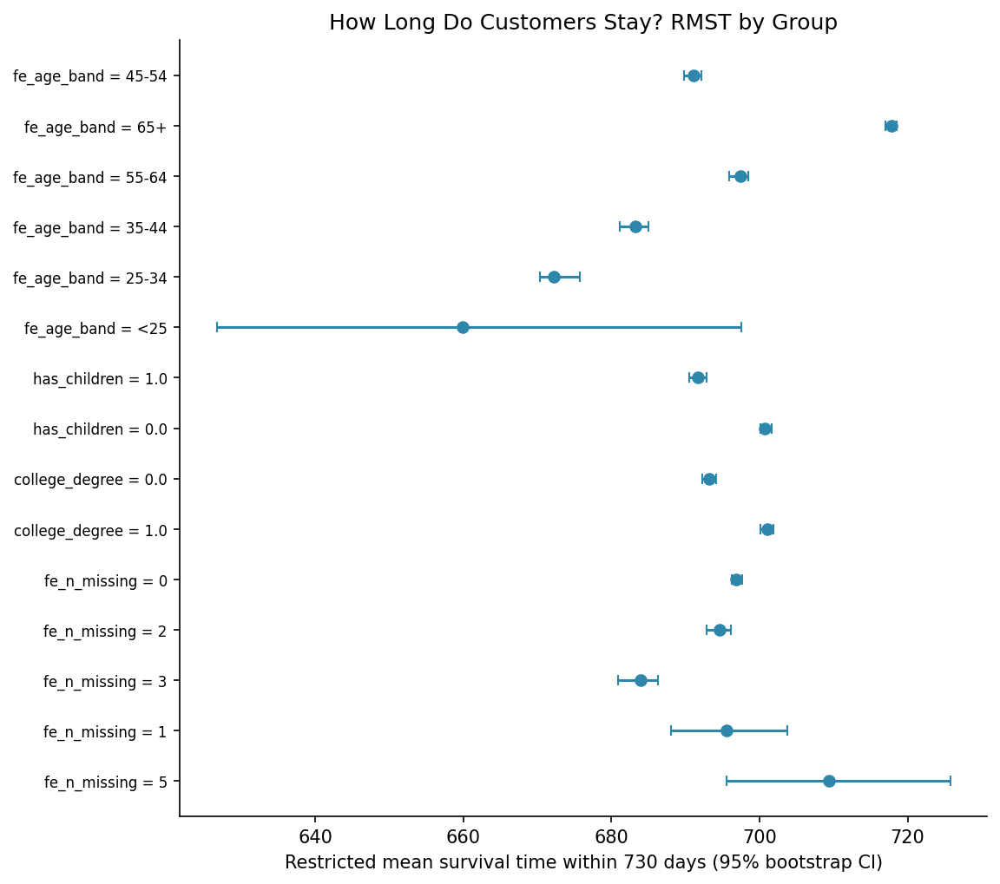 How Long Do Customers Stay? RMST by Group
fe_age_band = 45-54
fe_age_band = 65+
fe_age_band = 55-64
fe_age_band = 35-44
fe_age_band = 25-34
fe_age_band = <25
has_children = 1.0
has_children = 0.0
college_degree = 0.0
college_degree = 1.0
fe_n_missing = 0
fe_n_missing = 2
fe_n_missing = 3
fe_n_missing = 1
fe_n_missing = 5
640 660 680 700 720
Restricted mean survival time within 730 days (95% bootstrap CI)